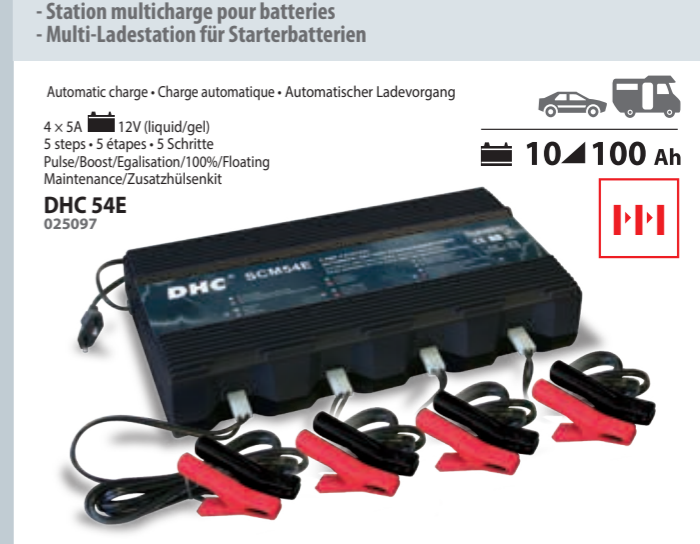 - Station multicharge pour batteries
- Multi-Ladestation für Starterbatterien
Automatic charge • Charge automatique • Automatischer Ladevorgang
4 × 5A 12V (liquid/gel)
5 steps • 5 étapes • 5 Schritte
Pulse/Boost/Egalisation/100%/Floating
Maintenance/Zusatzhülsenkit
DHC 54E
025097
10 100 Ah
DHC® SCM54E